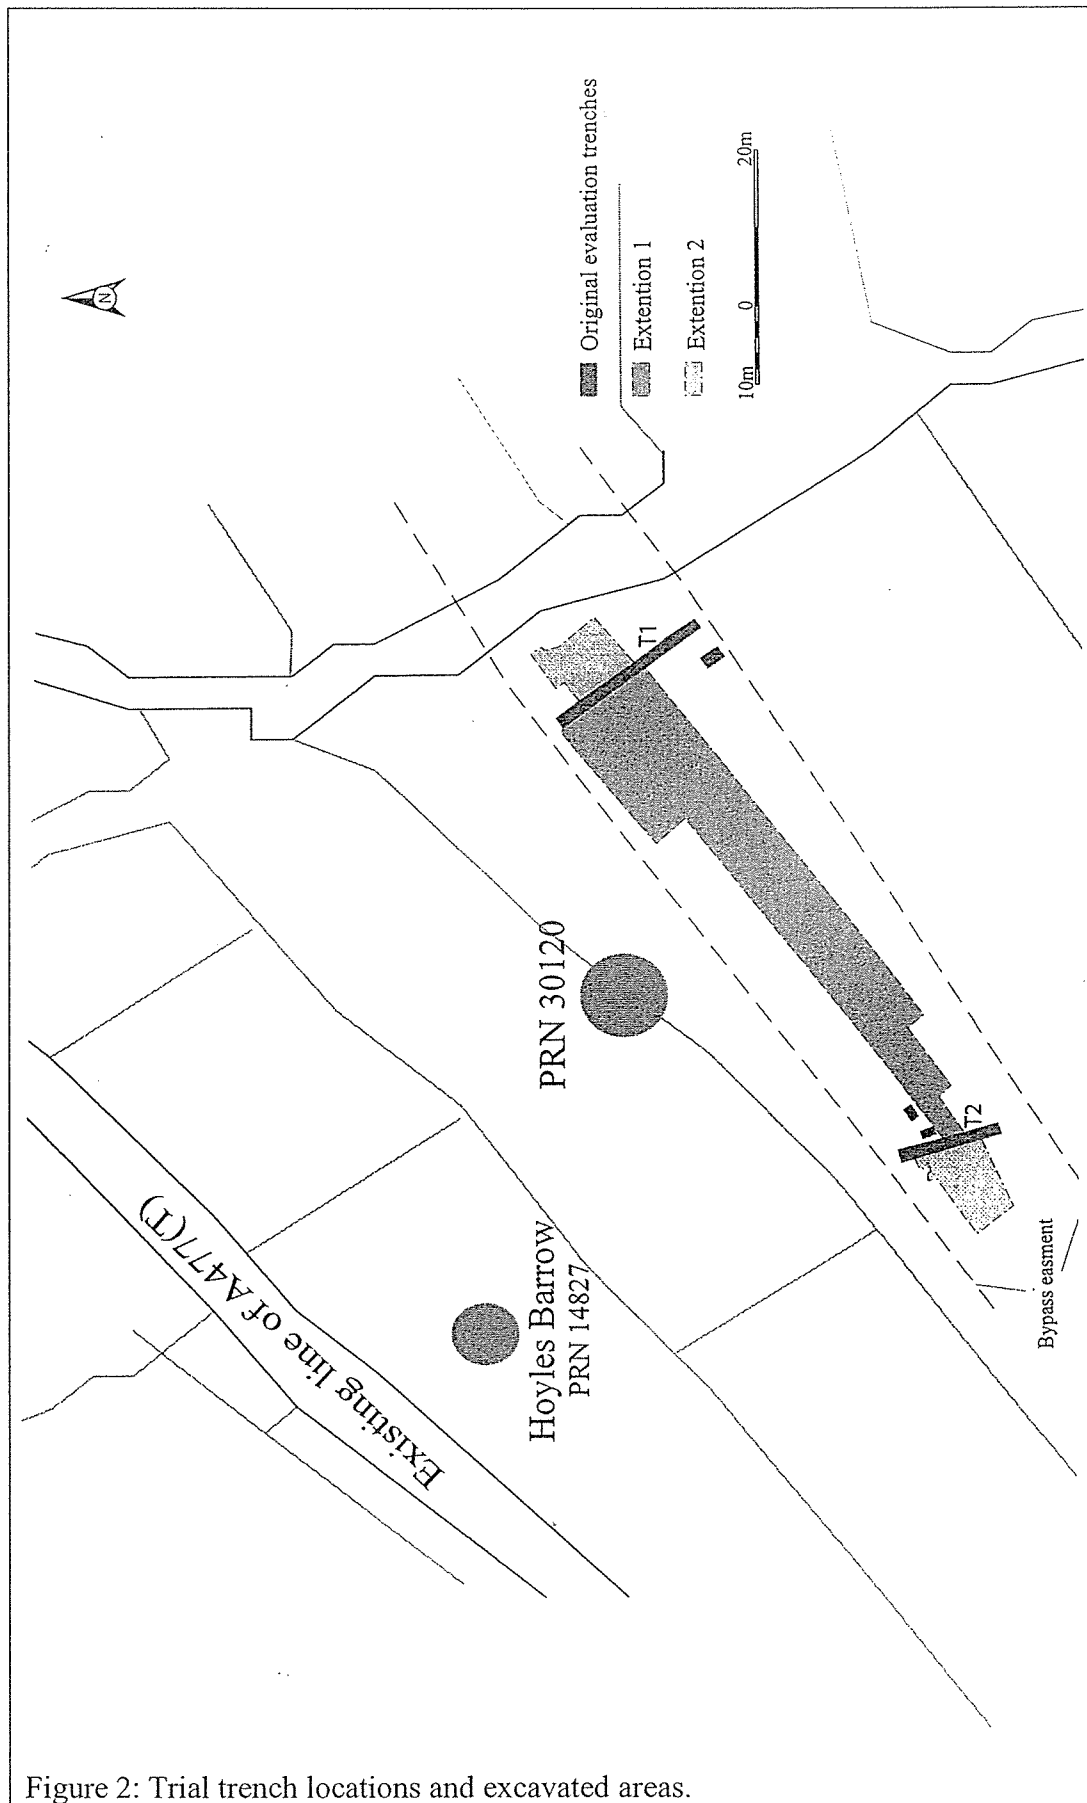 N
Original evaluation trenches
Extention 1
Extention 2
10m 0 20m
T1
PRN 30120
T2
Existing line of A477(T)
Hoyles Barrow
PRN 14827
Bypass easment
Figure 2: Trial trench locations and excavated areas.